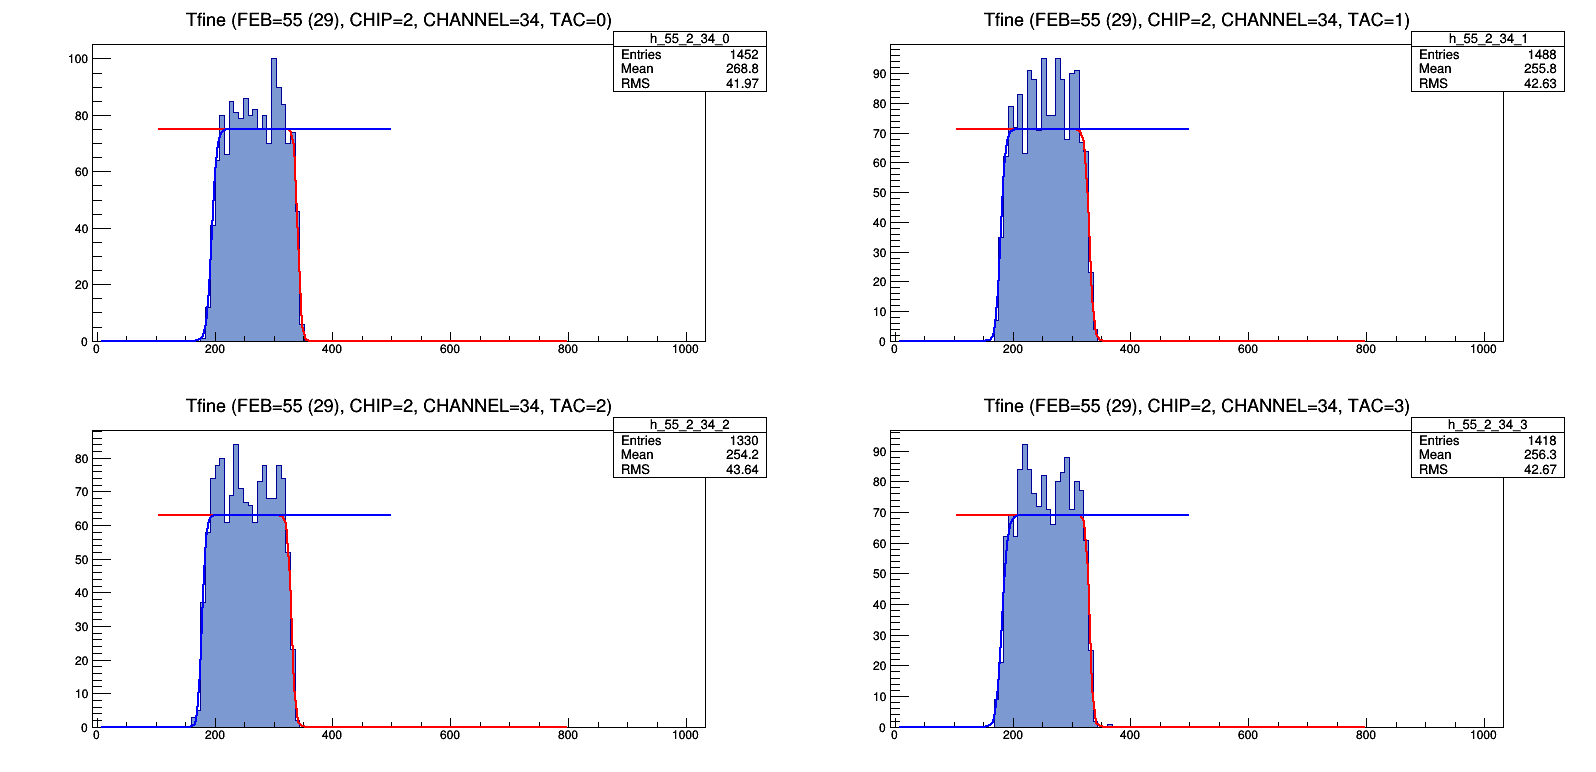 Tfine (FEB=55 (29), CHIP=2, CHANNEL=34, TAC=0)
h_55_2_34_0
Entries 1452
Mean 268.8
RMS 41.97
100
80
60
40
20
0
0 200 400 600 800 1000
Tfine (FEB=55 (29), CHIP=2, CHANNEL=34, TAC=1)
h_55_2_34_1
Entries 1488
Mean 255.8
RMS 42.63
90
80
70
60
50
40
30
20
10
0
0 200 400 600 800 1000
Tfine (FEB=55 (29), CHIP=2, CHANNEL=34, TAC=2)
h_55_2_34_2
Entries 1330
Mean 254.2
RMS 43.64
80
70
60
50
40
30
20
10
0
0 200 400 600 800 1000
Tfine (FEB=55 (29), CHIP=2, CHANNEL=34, TAC=3)
h_55_2_34_3
Entries 1418
Mean 256.3
RMS 42.67
90
80
70
60
50
40
30
20
10
0
0 200 400 600 800 1000